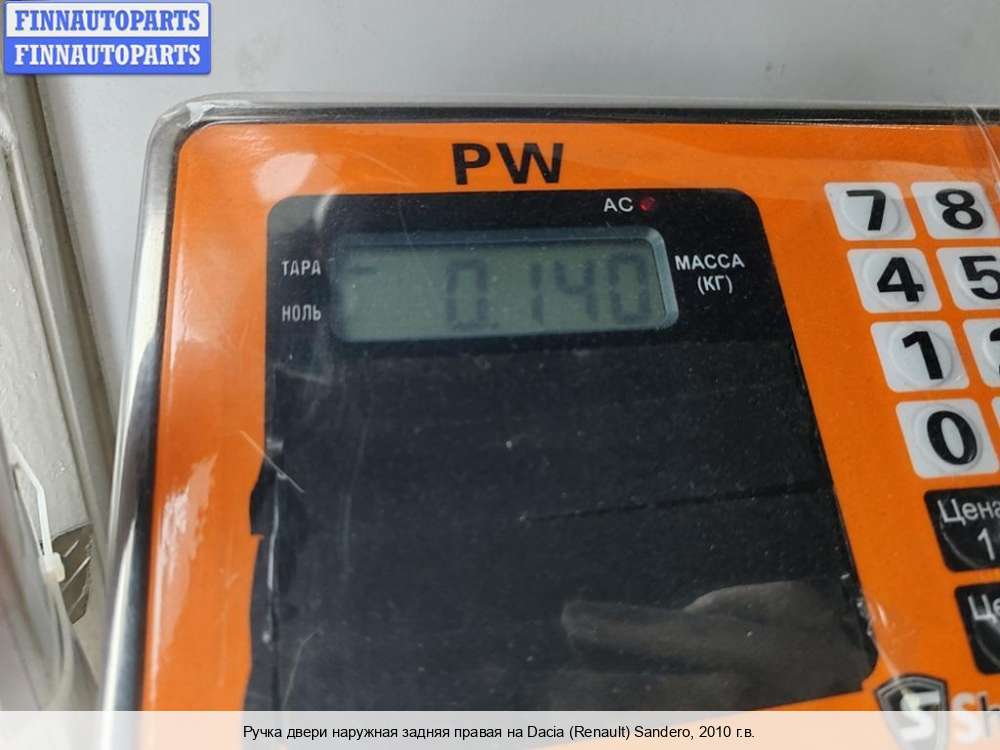 FINNAUTOPARTS
FINNAUTOPARTS
PW
AC
ТАРА
НОЛЬ
0.140
МАССА
(КГ)
7 8
4 5
1
0
Цена
1
Ручка двери наружная задняя правая на Dacia (Renault) Sandero, 2010 г.в.